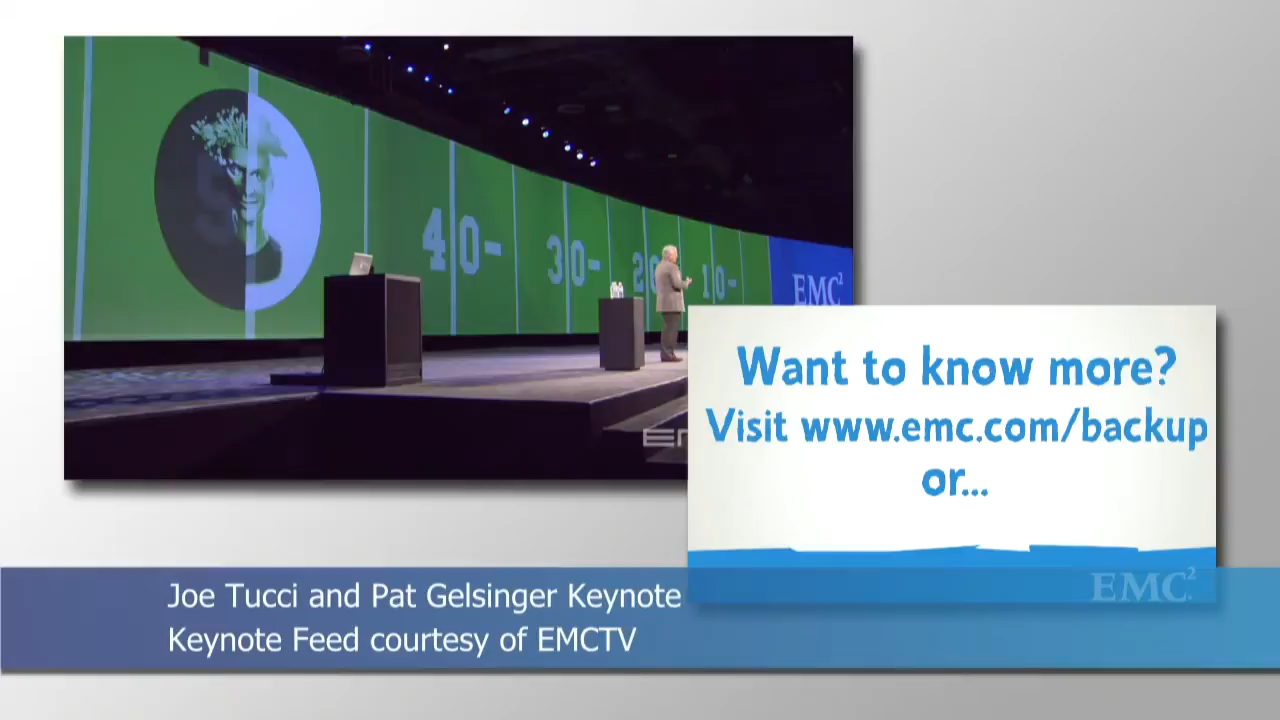 40-
30-
20
10-
EMC²
Want to know more?
Visit www.emc.com/backup
or...
EMC²
Joe Tucci and Pat Gelsinger Keynote
Keynote Feed courtesy of EMCTV